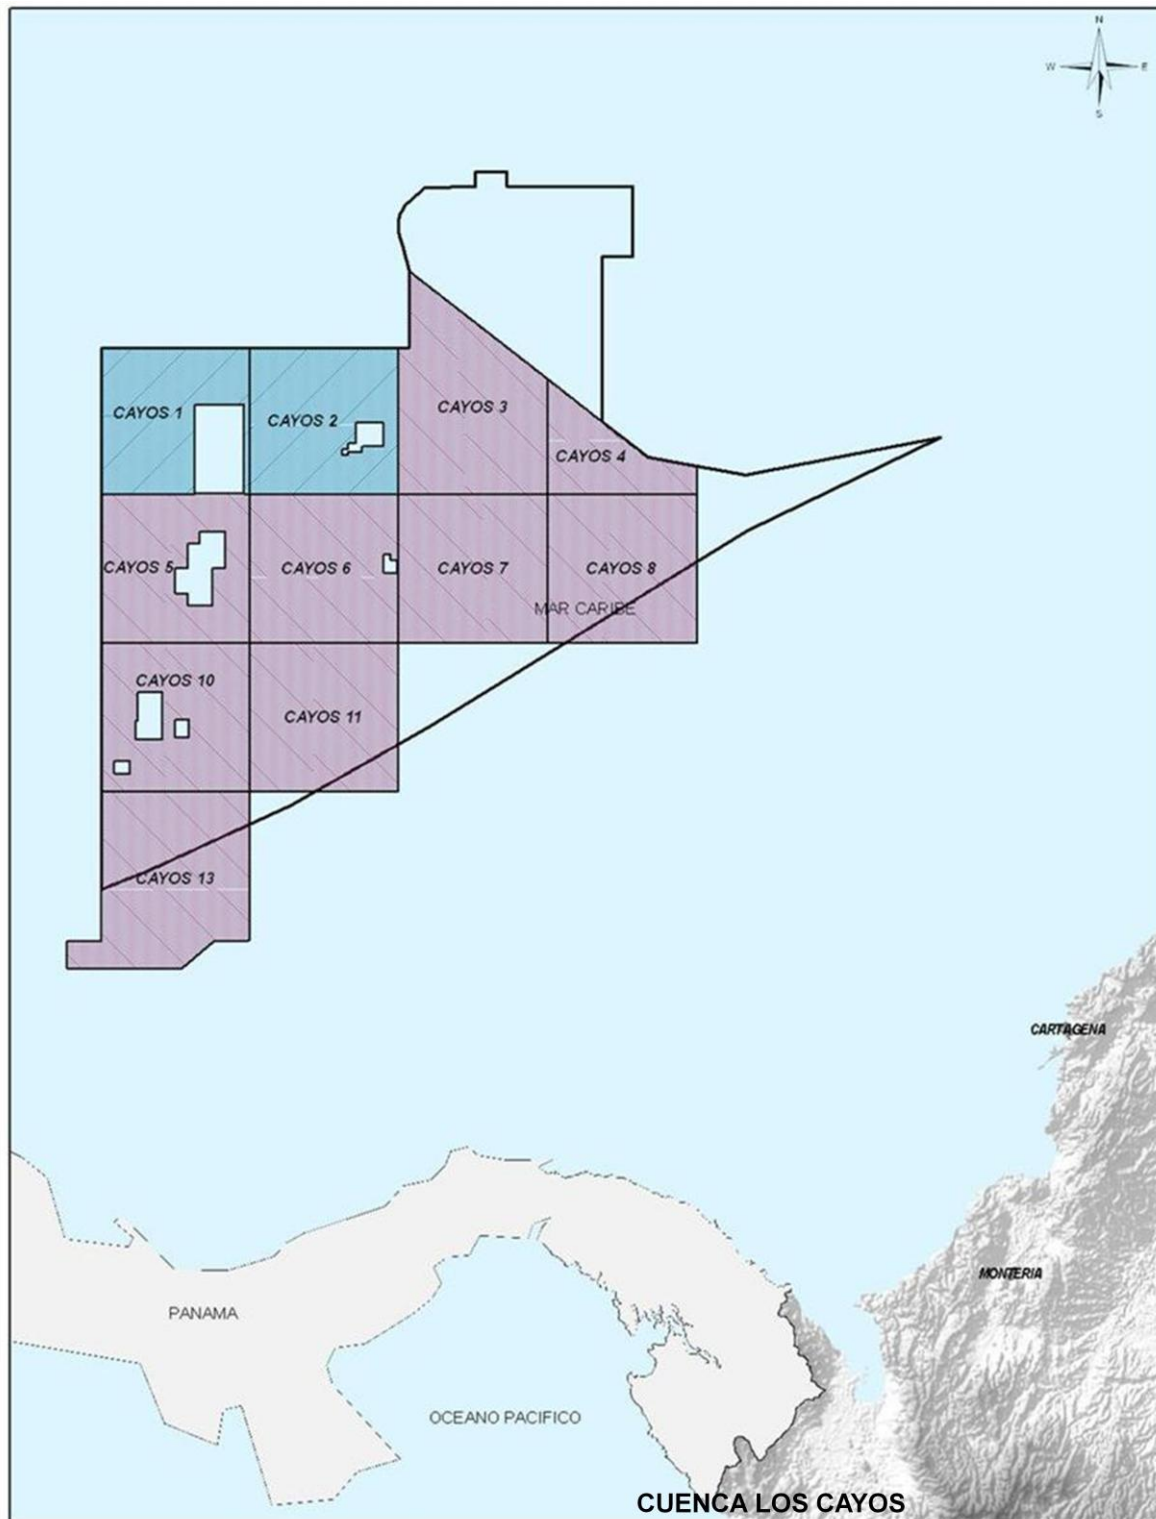 N
W E
S
CAYOS 3
CAYOS 1
CAYOS 2
CAYOS 4
CAYOS 5
CAYOS 6
CAYOS 7
CAYOS 8
MAR CARIBE
CAYOS 10
CAYOS 11
CAYOS 13
CARTAGENA
MONTERIA
PANAMA
OCEANO PACIFICO
CUENCA LOS CAYOS